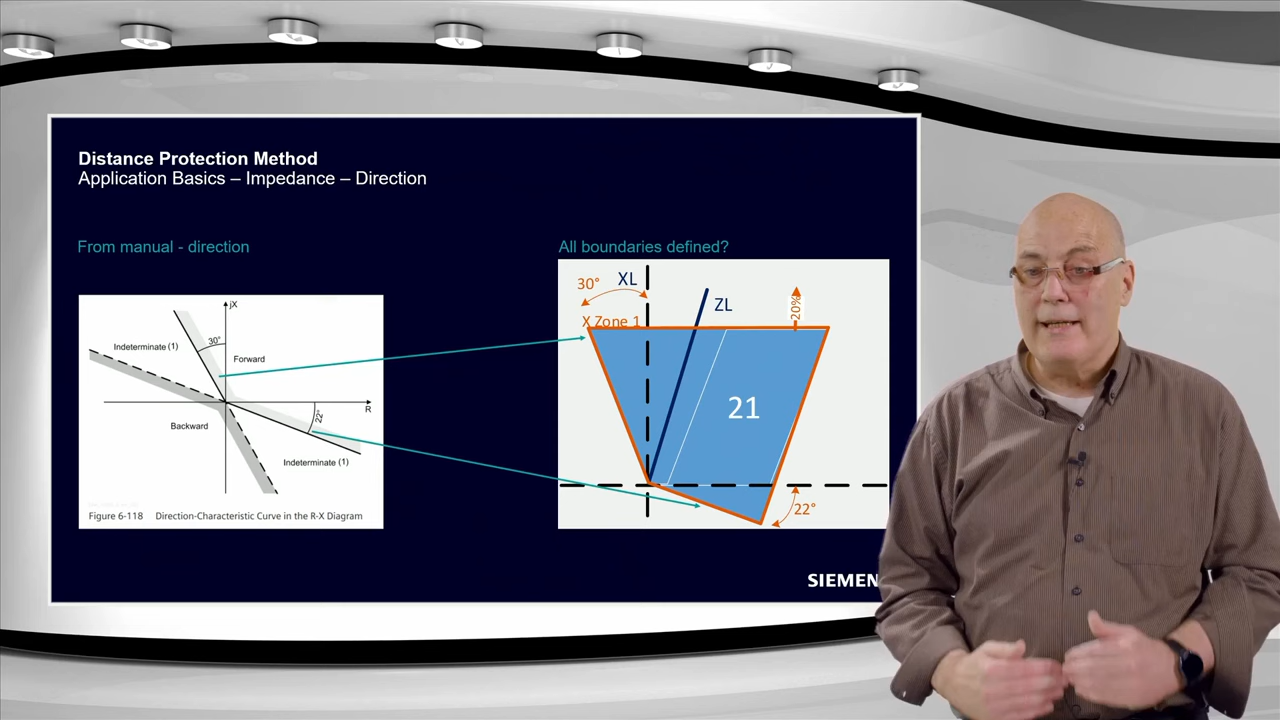 Distance Protection Method
Application Basics – Impedance – Direction
From manual - direction
All boundaries defined?
jX
30°
Indeterminate (1)
Forward
R
22°
Backward
Indeterminate (1)
Figure 6-118 Direction-Characteristic Curve in the R-X Diagram
30°
XL
ZL
20%
X Zone 1
21
22°
SIEMEN